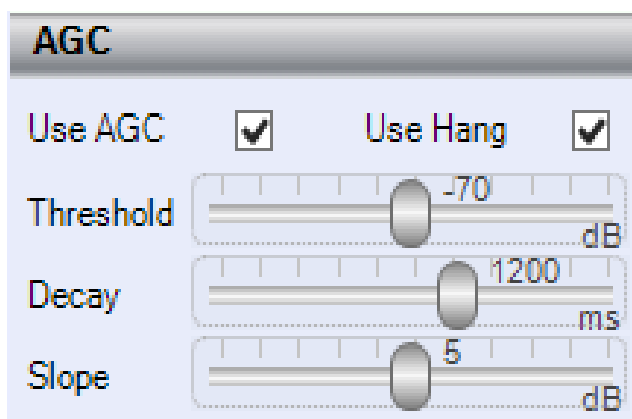 AGC
Use AGC Use Hang
Threshold -70 dB
Decay 1200 ms
Slope 5 dB